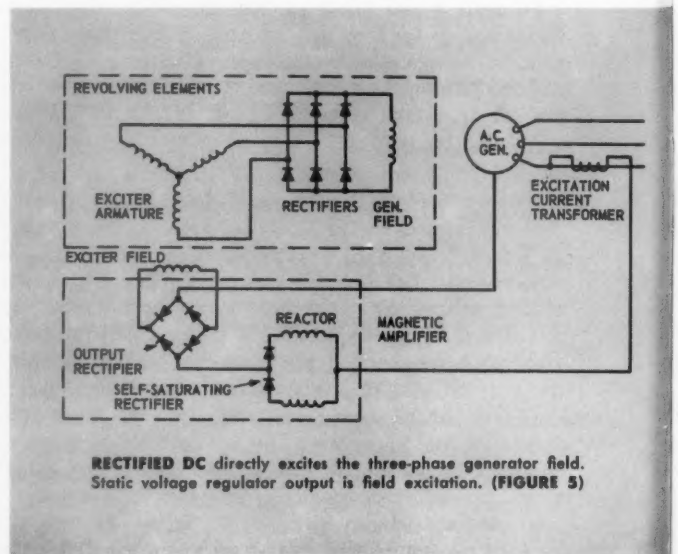 REVOLVING ELEMENTS
A.C.
GEN.
EXCITER
ARMATURE
RECTIFIERS
GEN.
FIELD
EXCITATION
CURRENT
TRANSFORMER
EXCITER FIELD
REACTOR
MAGNETIC
AMPLIFIER
OUTPUT
RECTIFIER
SELF-SATURATING
RECTIFIER
RECTIFIED DC directly excites the three-phase generator field.
Static voltage regulator output is field excitation. (FIGURE 5)